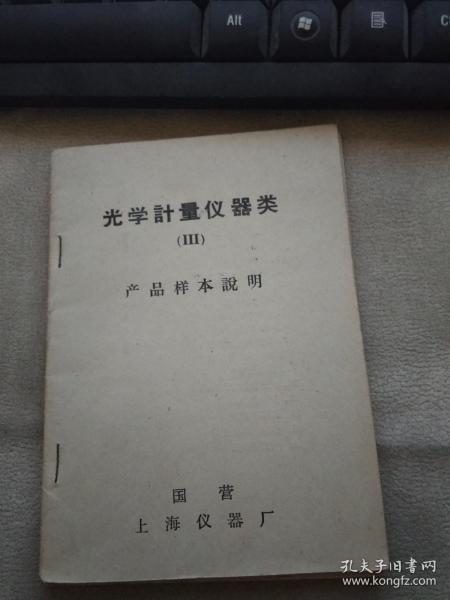 Alt
光学計量仪器类
(III)
产品样本說明
国营
上海仪器厂
孔夫子旧书网
www.kongfz.com